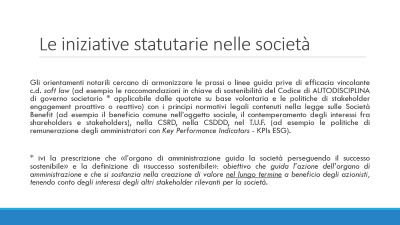 Le iniziative statutarie nelle società
Gli orientamenti notarili cercano di armonizzare le prassi o linee guida prive di efficacia vincolante
c.d. soft law (ad esempio le raccomandazioni in chiave di sostenibilità del Codice di AUTODISCIPLINA
di governo societario * applicabile dalle quotate su base volontaria e le politiche di stakeholder
engagement proattivo a reattivo) con i principi normativi legali contenuti nella legge sulle Società
Benefit (ad esempio il beneficio comune nell'oggetto sociale, il contemperamento degli interessi fra
shareholders e stakeholders), nella CSRD, nella CSDDD, nel T.U.F. (ad esempio le politiche di
remunerazione degli amministratori con Key Performance Indicators - KPIs ESG).
* ivi la prescrizione che «l'organo di amministrazione guida la società perseguendo il successo
sostenibile» e la definizione di «successo sostenibile»: obiettivo che guida l'azione dell'organo di
amministrazione e che si sostanzia nella creazione di valore nel lungo termine a beneficio degli azionisti,
tenendo conto degli interessi degli altri stakeholder rilevanti per la società.